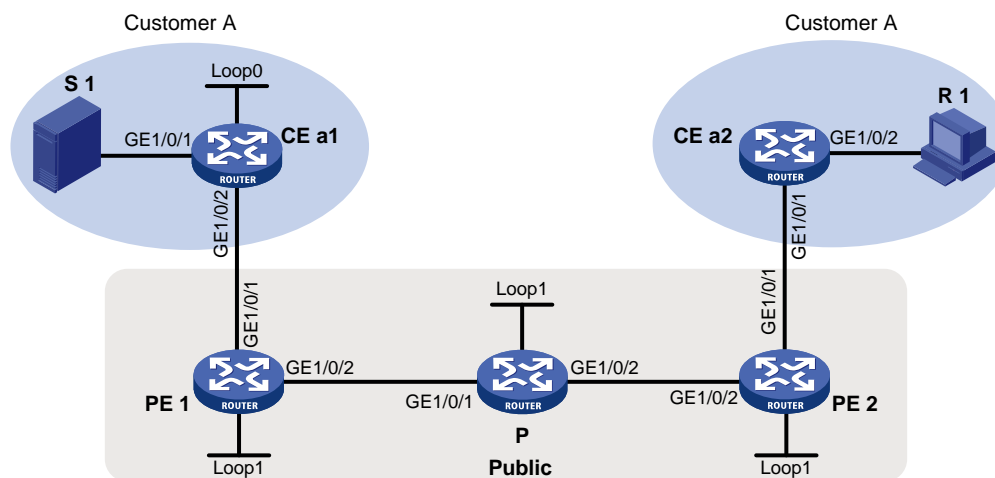 Customer A
Customer A
S 1
Loop0
R 1
GE1/0/1
CE a1
CE a2
GE1/0/2
ROUTER
ROUTER
GE1/0/2
GE1/0/1
GE1/0/1
GE1/0/1
Loop1
GE1/0/2
GE1/0/2
PE 1
ROUTER
GE1/0/1
ROUTER
GE1/0/2
ROUTER
PE 2
P
Loop1
Public
Loop1